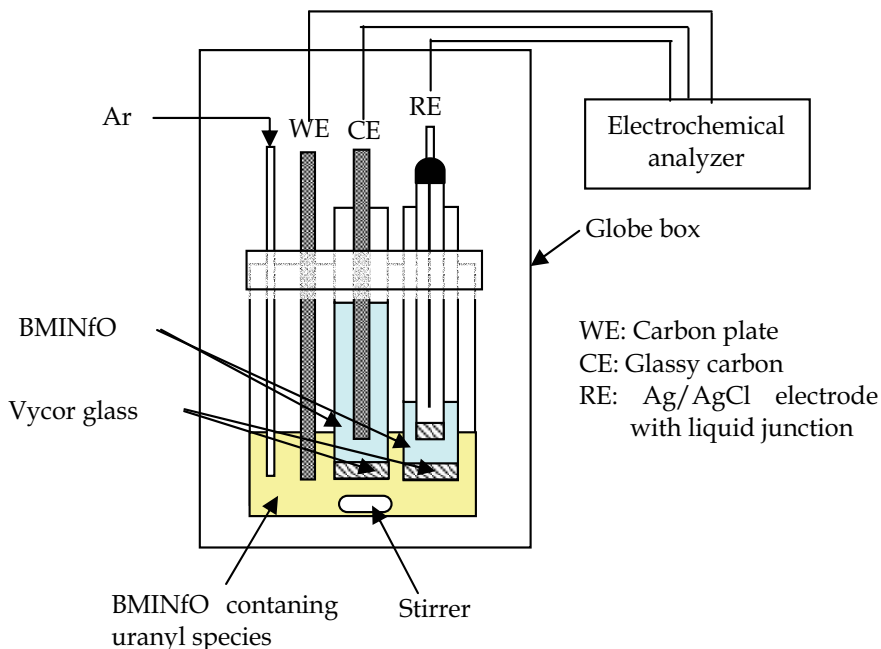 Ar
WE
CE
RE
Electrochemical
analyzer
Globe box
BMINfO
Vycor glass
WE: Carbon plate
CE: Glassy carbon
RE: Ag/AgCl electrode
with liquid junction
BMINfO contaning
uranyl species
Stirrer